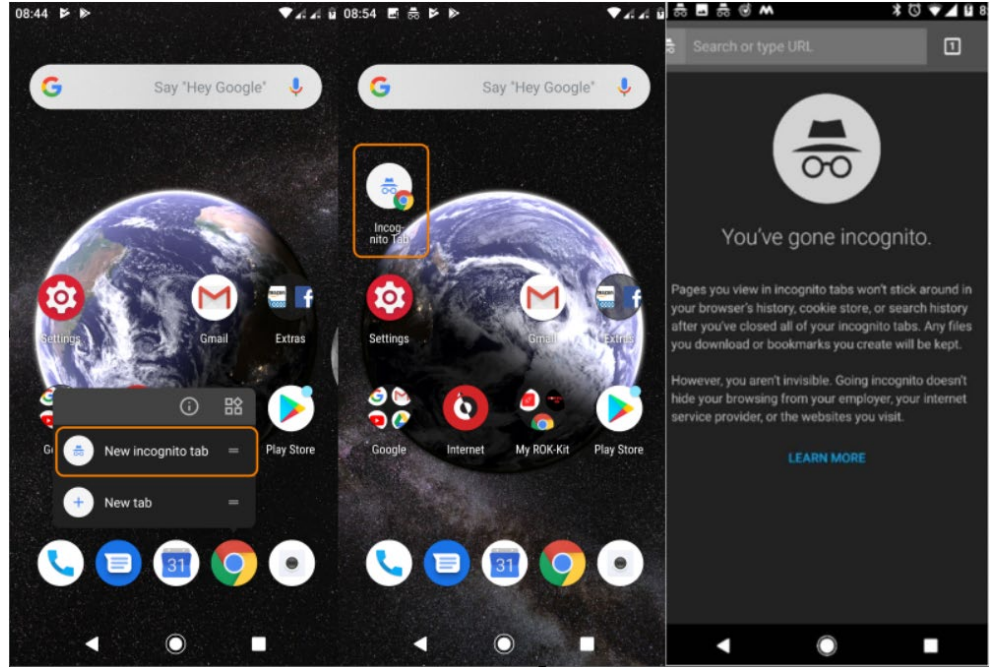 08:44
Say "Hey Google"
Settings
Gmail
Extras
New incognito tab
New tab
Play Store
31
08:54
Say "Hey Google"
Incog-
nito Tab
Settings
Gmail
Extras
Google
Internet
My ROK-Kit
Play Store
31
Search or type URL
1
You've gone incognito.
Pages you view in incognito tabs won't stick around in
your browser's history, cookie store, or search history
after you've closed all of your incognito tabs. Any files
you download or bookmarks you create will be kept.
However, you aren't invisible. Going incognito doesn't
hide your browsing from your employer, your internet
service provider, or the websites you visit.
LEARN MORE